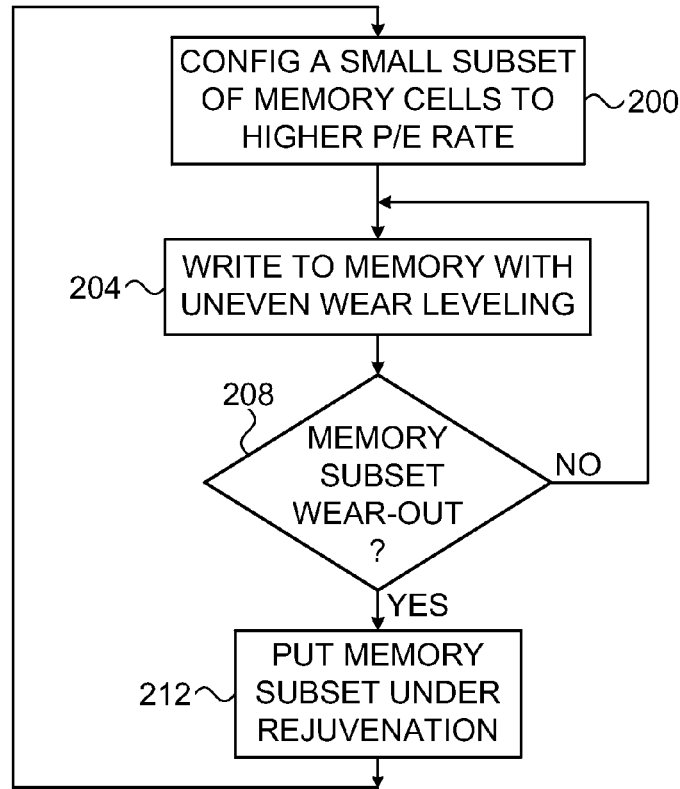 CONFIG A SMALL SUBSET
OF MEMORY CELLS TO
HIGHER P/E RATE
200
WRITE TO MEMORY WITH
UNEVEN WEAR LEVELING
204
208
MEMORY
SUBSET
WEAR-OUT
?
NO
YES
PUT MEMORY
SUBSET UNDER
REJUVENATION
212